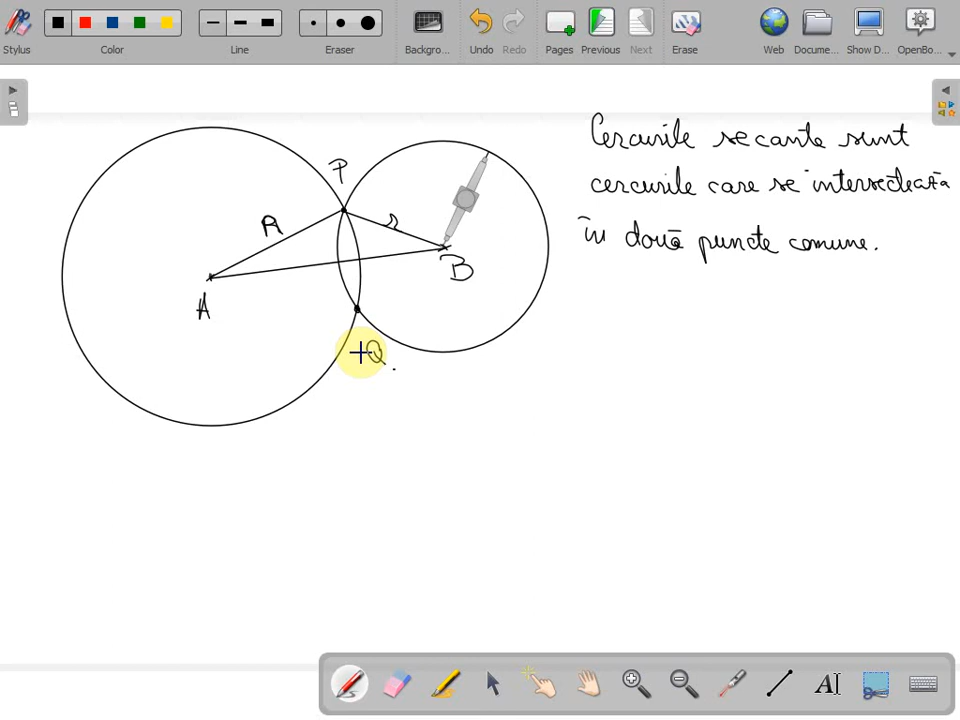 Stylus
Color
Line
Eraser
Backgro...
Undo
Redo
Pages
Previous
Next
Erase
Web
Docume...
Show D...
OpenBo...
Cercurile secante sunt
cercurile care se intersectează
în două puncte comune.
P
R
r
A
B
Q.
A